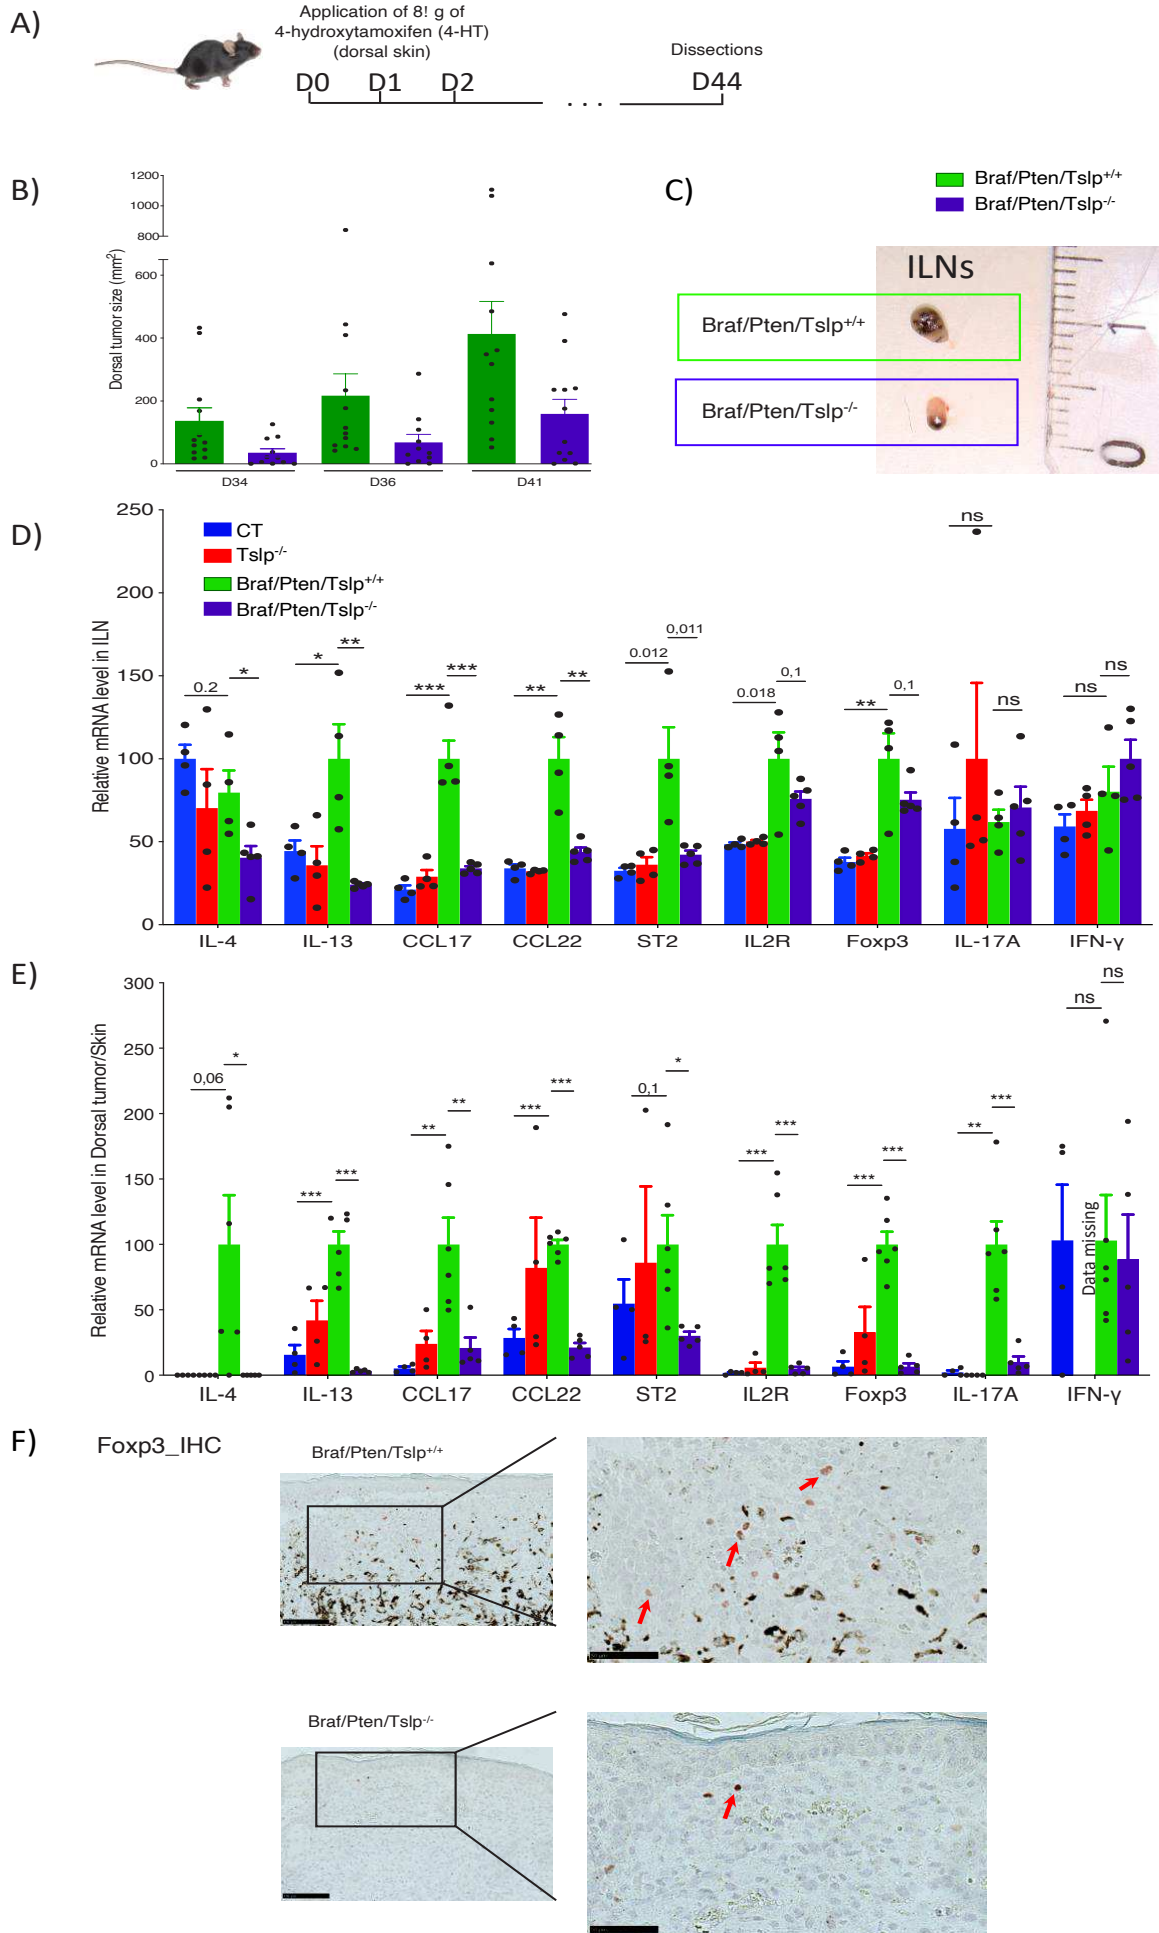 A)
Application of 8! g of
4-hydroxytamoxifen (4-HT)
(dorsal skin)
Dissections
D0 D1 D2 . . . D44
B)
Dorsal tumor size (mm²)
1200
1000
800
600
400
200
0
D34 D36 D41
C)
Braf/Pten/Tslp+/+
Braf/Pten/Tslp-/-
ILNs
Braf/Pten/Tslp+/+
Braf/Pten/Tslp-/-
1
0
D)
Relative mRNA level in ILN
250
200
150
100
50
0
CT
Tslp-/-
Braf/Pten/Tslp+/+
Braf/Pten/Tslp-/-
0.2 * * ** *** *** ** ** 0.012 0,011 0.018 0,1 ** 0,1 ns ns ns ns
IL-4 IL-13 CCL17 CCL22 ST2 IL2R Foxp3 IL-17A IFN-γ
E)
Relative mRNA level in Dorsal tumor/Skin
300
250
200
150
100
50
0
0,06 * *** *** ** ** *** *** 0,1 * *** *** *** *** ** *** ns ns
Data missing
IL-4 IL-13 CCL17 CCL22 ST2 IL2R Foxp3 IL-17A IFN-γ
F)
Foxp3_IHC
Braf/Pten/Tslp+/+
Braf/Pten/Tslp-/-